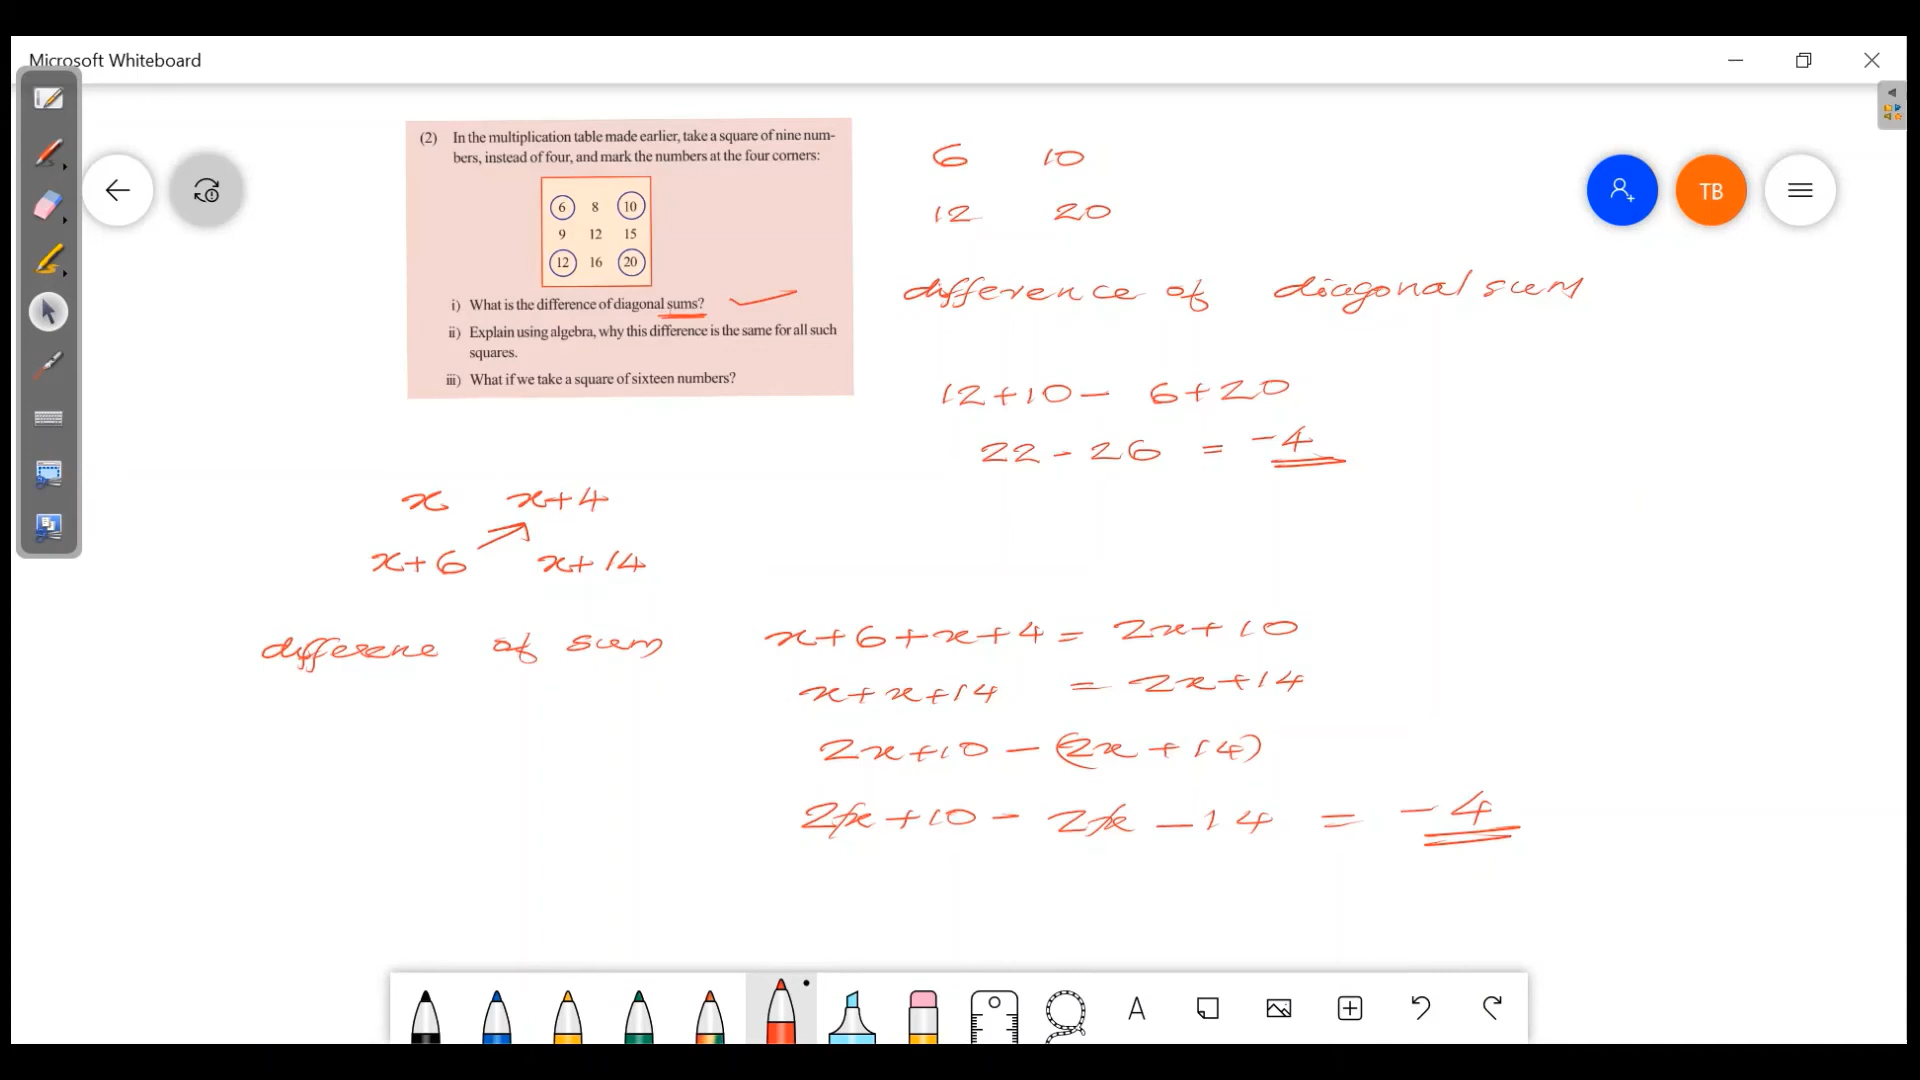 Microsoft Whiteboard
(2) In the multiplication table made earlier, take a square of nine num-
bers, instead of four, and mark the numbers at the four corners:
6 8 10
9 12 15
12 16 20
i) What is the difference of diagonal sums?
ii) Explain using algebra, why this difference is the same for all such
squares.
iii) What if we take a square of sixteen numbers?
6 10
12 20
difference of diagonal sum
12+10- 6+20
22-26 = -4
TB
x x+4
x+6 x+14
differene of sum
x+6+x+4 = 2x+10
x+x+14 = 2x+14
2x+10 - (2x+14)
2x+10 - 2x -14 = -4
A